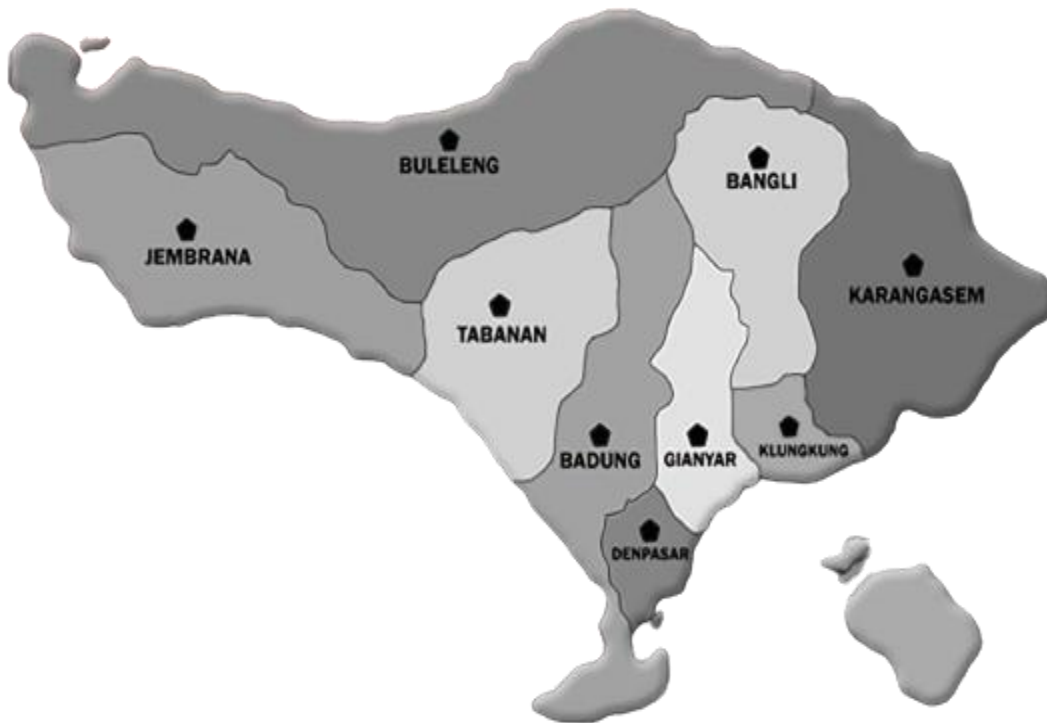 BULELENG
BANGLI
JEMBRANA
KARANGASEM
TABANAN
BADUNG
GIANYAR
KLUNGKUNG
DENPASAR